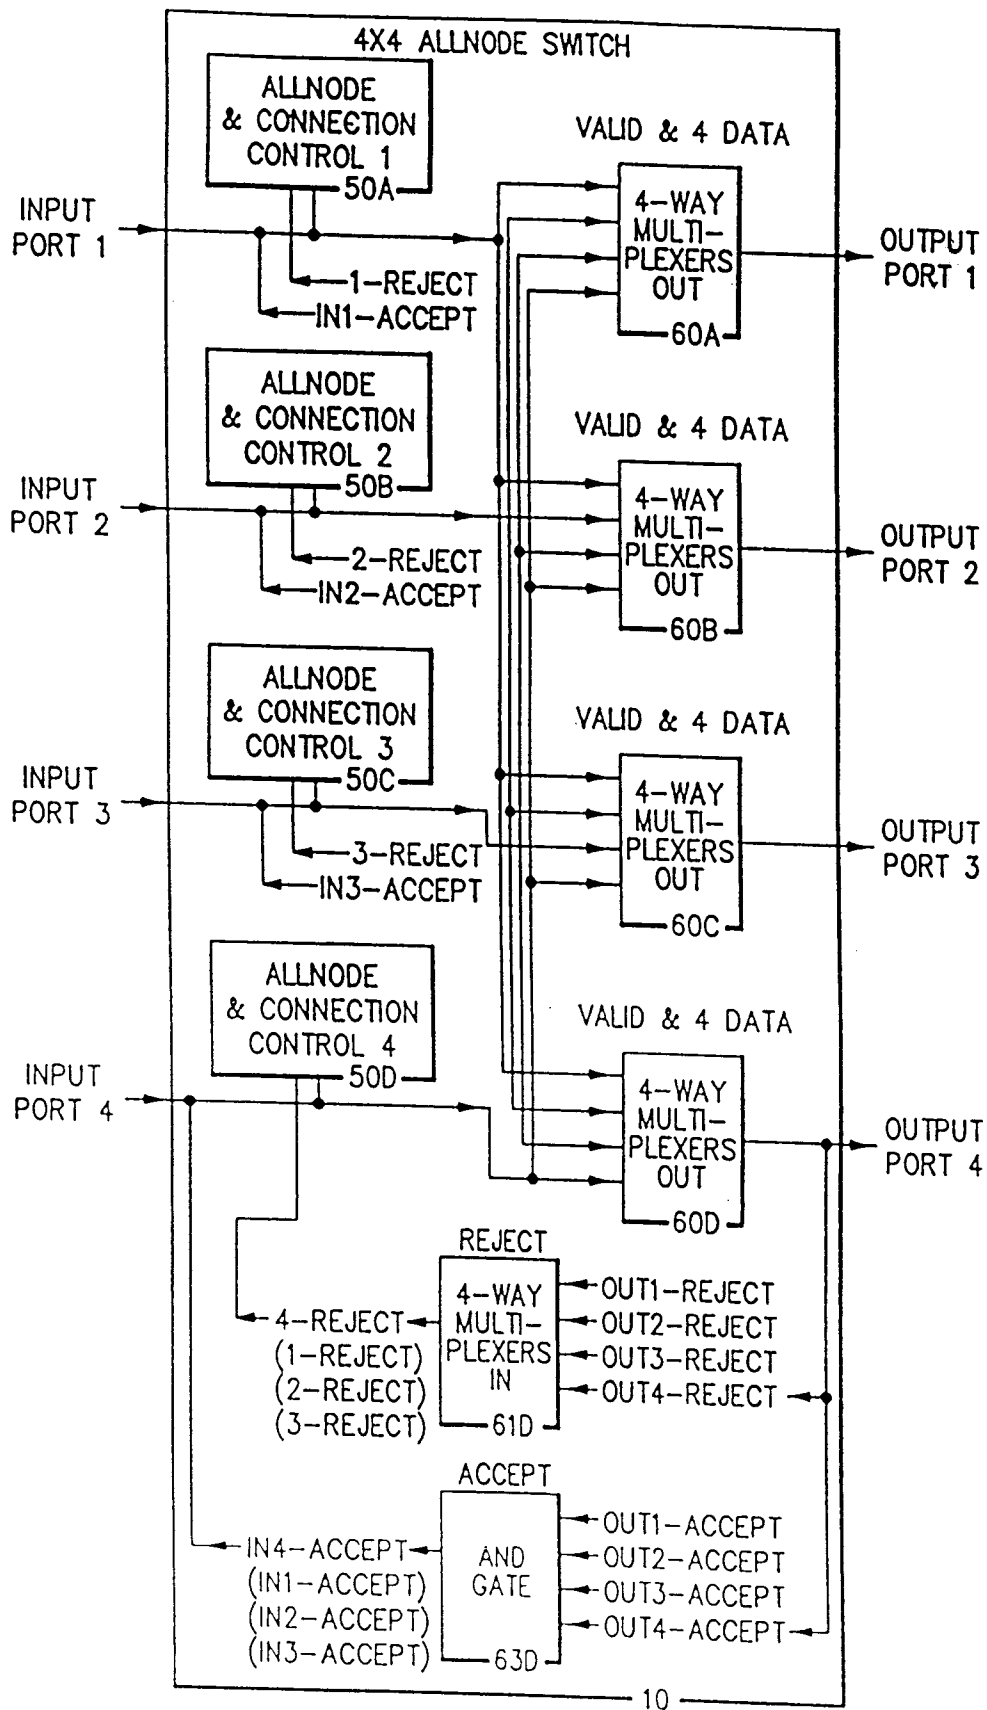 4X4 ALLNODE SWITCH
ALLNODE
& CONNECTION
CONTROL 1
50A
VALID & 4 DATA
INPUT
PORT 1
4-WAY
MULTI-
PLEXERS
OUT
60A
OUTPUT
PORT 1
1-REJECT
IN1-ACCEPT
ALLNODE
& CONNECTION
CONTROL 2
50B
VALID & 4 DATA
INPUT
PORT 2
4-WAY
MULTI-
PLEXERS
OUT
60B
OUTPUT
PORT 2
2-REJECT
IN2-ACCEPT
ALLNODE
& CONNECTION
CONTROL 3
50C
VALID & 4 DATA
INPUT
PORT 3
4-WAY
MULTI-
PLEXERS
OUT
60C
OUTPUT
PORT 3
3-REJECT
IN3-ACCEPT
ALLNODE
& CONNECTION
CONTROL 4
50D
VALID & 4 DATA
INPUT
PORT 4
4-WAY
MULTI-
PLEXERS
OUT
60D
OUTPUT
PORT 4
REJECT
4-WAY
MULTI-
PLEXERS
IN
61D
OUT1-REJECT
OUT2-REJECT
OUT3-REJECT
OUT4-REJECT
4-REJECT
(1-REJECT)
(2-REJECT)
(3-REJECT)
ACCEPT
AND
GATE
63D
OUT1-ACCEPT
OUT2-ACCEPT
OUT3-ACCEPT
OUT4-ACCEPT
IN4-ACCEPT
(IN1-ACCEPT)
(IN2-ACCEPT)
(IN3-ACCEPT)
10